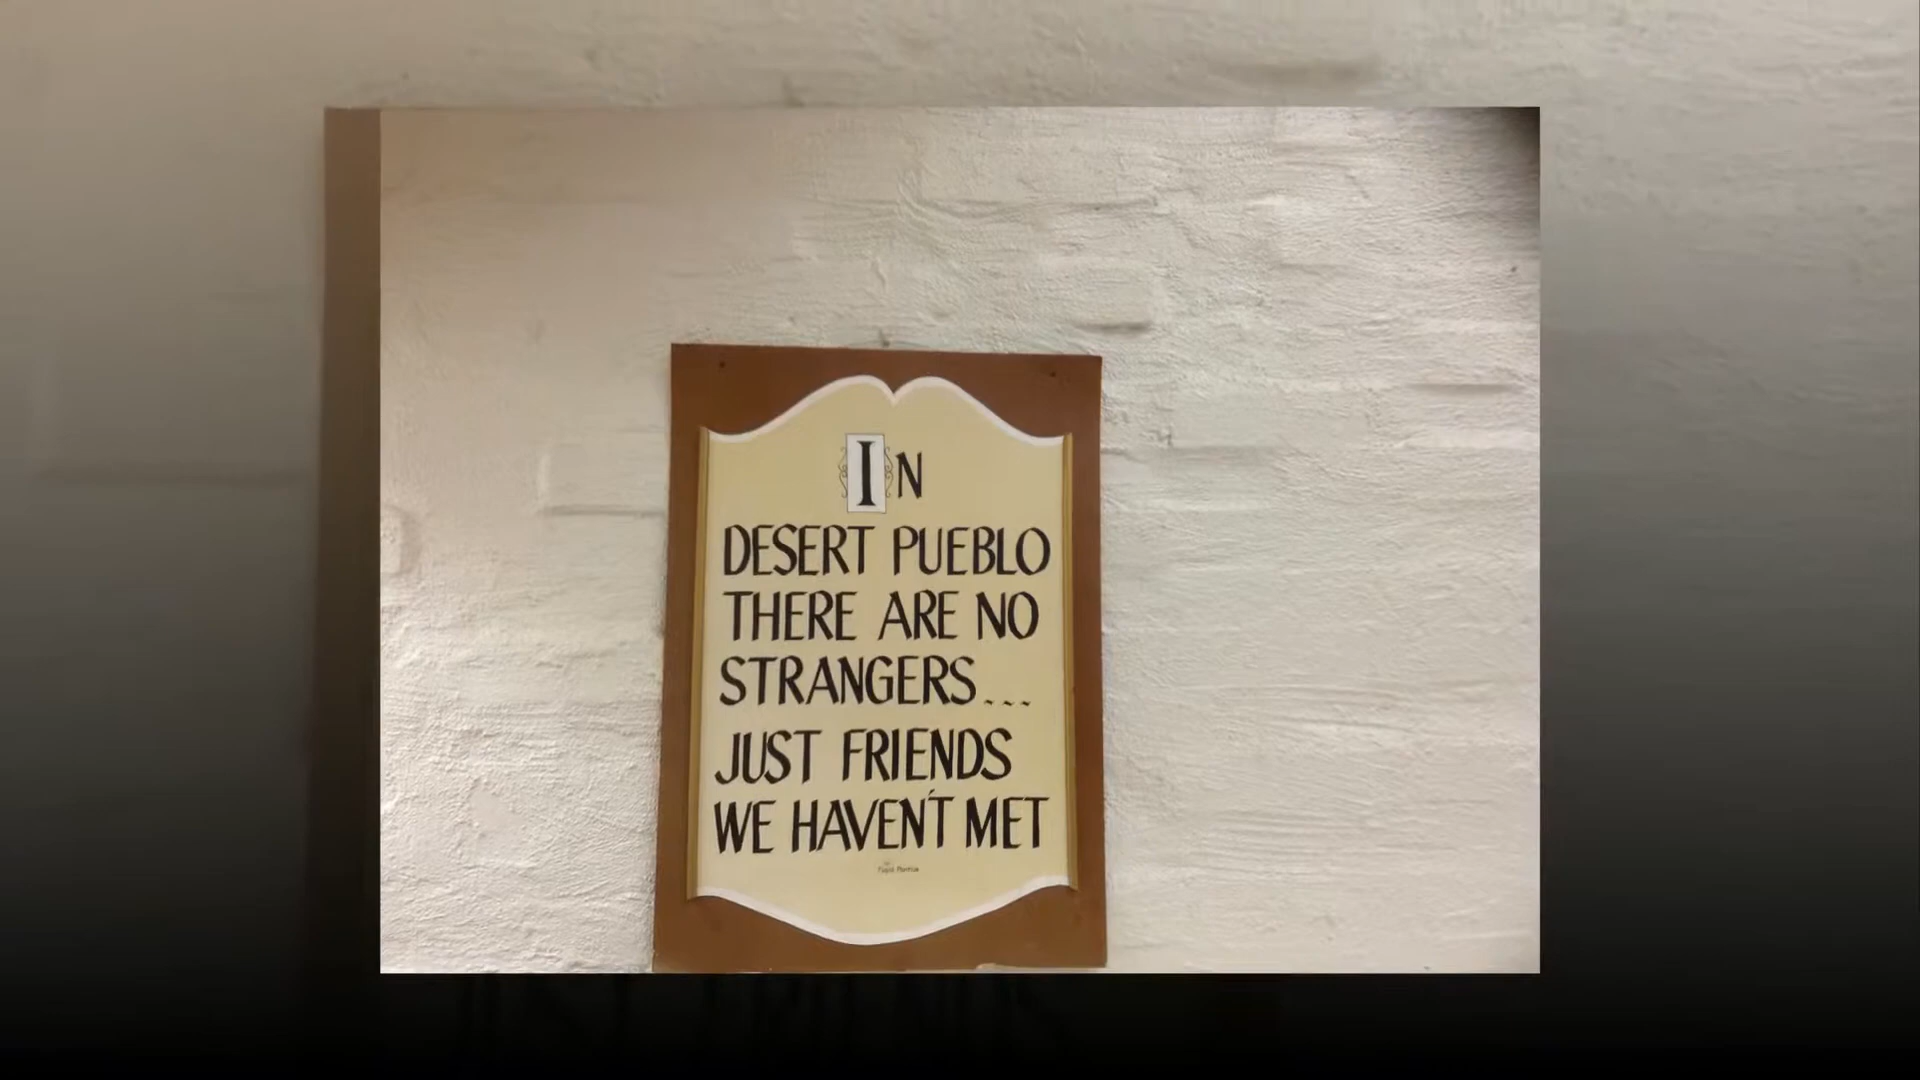 IN
DESERT PUEBLO
THERE ARE NO
STRANGERS...
JUST FRIENDS
WE HAVEN'T MET